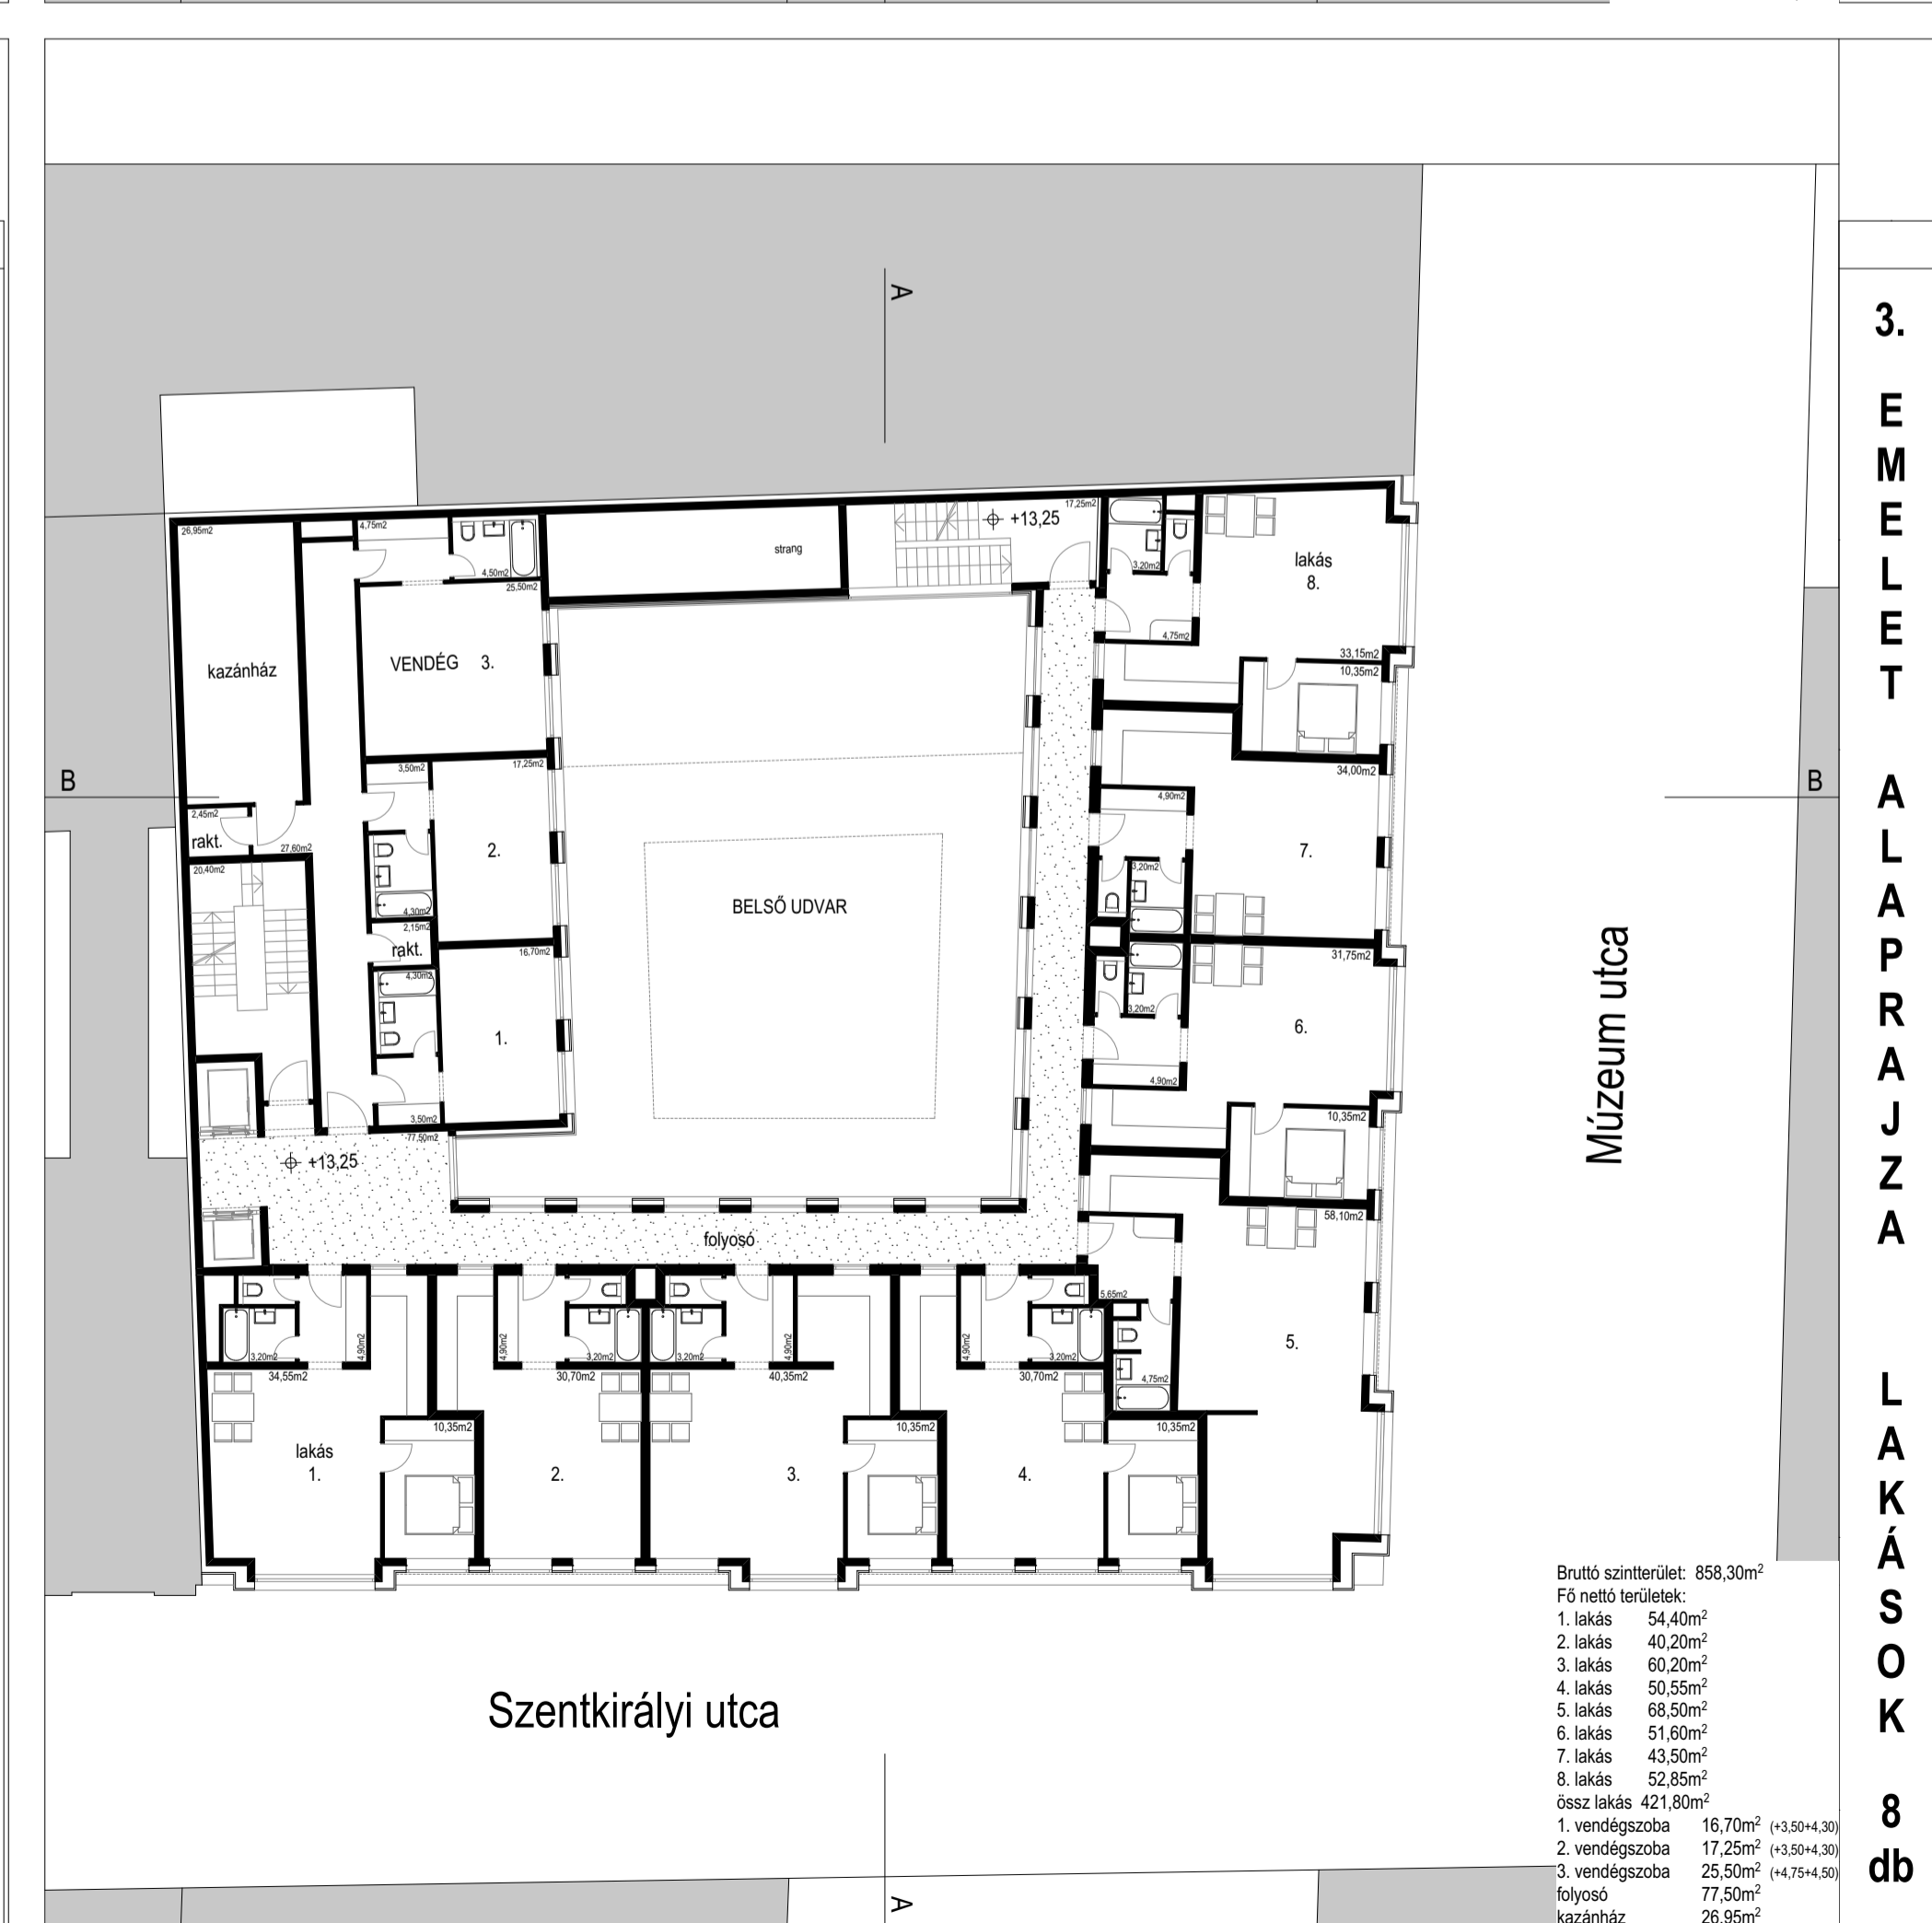 A
26,95m2
4,75m2
4,50m2
25,50m2
strang
+13,25
17,25m2
3,20m2
4,75m2
lakás
8.
33,15m2
10,35m2
kazánház
VENDÉG 3.
B
B
2,45m2
rakt.
27,60m2
20,40m2
3,50m2
17,25m2
2.
4,30m2
2,15m2
rakt.
4,30m2
16,70m2
1.
3,50m2
77,50m2
+13,25
BELSŐ UDVAR
folyosó
34,00m2
4,90m2
3,20m2
7.
31,75m2
3,20m2
6.
4,90m2
10,35m2
58,10m2
5,65m2
4,75m2
5.
3,20m2
4,90m2
34,55m2
10,35m2
lakás
1.
4,90m2
3,20m2
30,70m2
2.
3,20m2
4,90m2
40,35m2
10,35m2
3.
4,90m2
3,20m2
30,70m2
10,35m2
4.
Múzeum utca
Szentkirályi utca
A
Bruttó szintterület: 858,30m²
Fő nettó területek:
1. lakás 54,40m²
2. lakás 40,20m²
3. lakás 60,20m²
4. lakás 50,55m²
5. lakás 68,50m²
6. lakás 51,60m²
7. lakás 43,50m²
8. lakás 52,85m²
össz lakás 421,80m²
1. vendégszoba 16,70m² (+3,50+4,30)
2. vendégszoba 17,25m² (+3,50+4,30)
3. vendégszoba 25,50m² (+4,75+4,50)
folyosó 77,50m²
kazánház 26,95m²
3. EMELET ALAPRAJZA LAKÁSOK 8 db